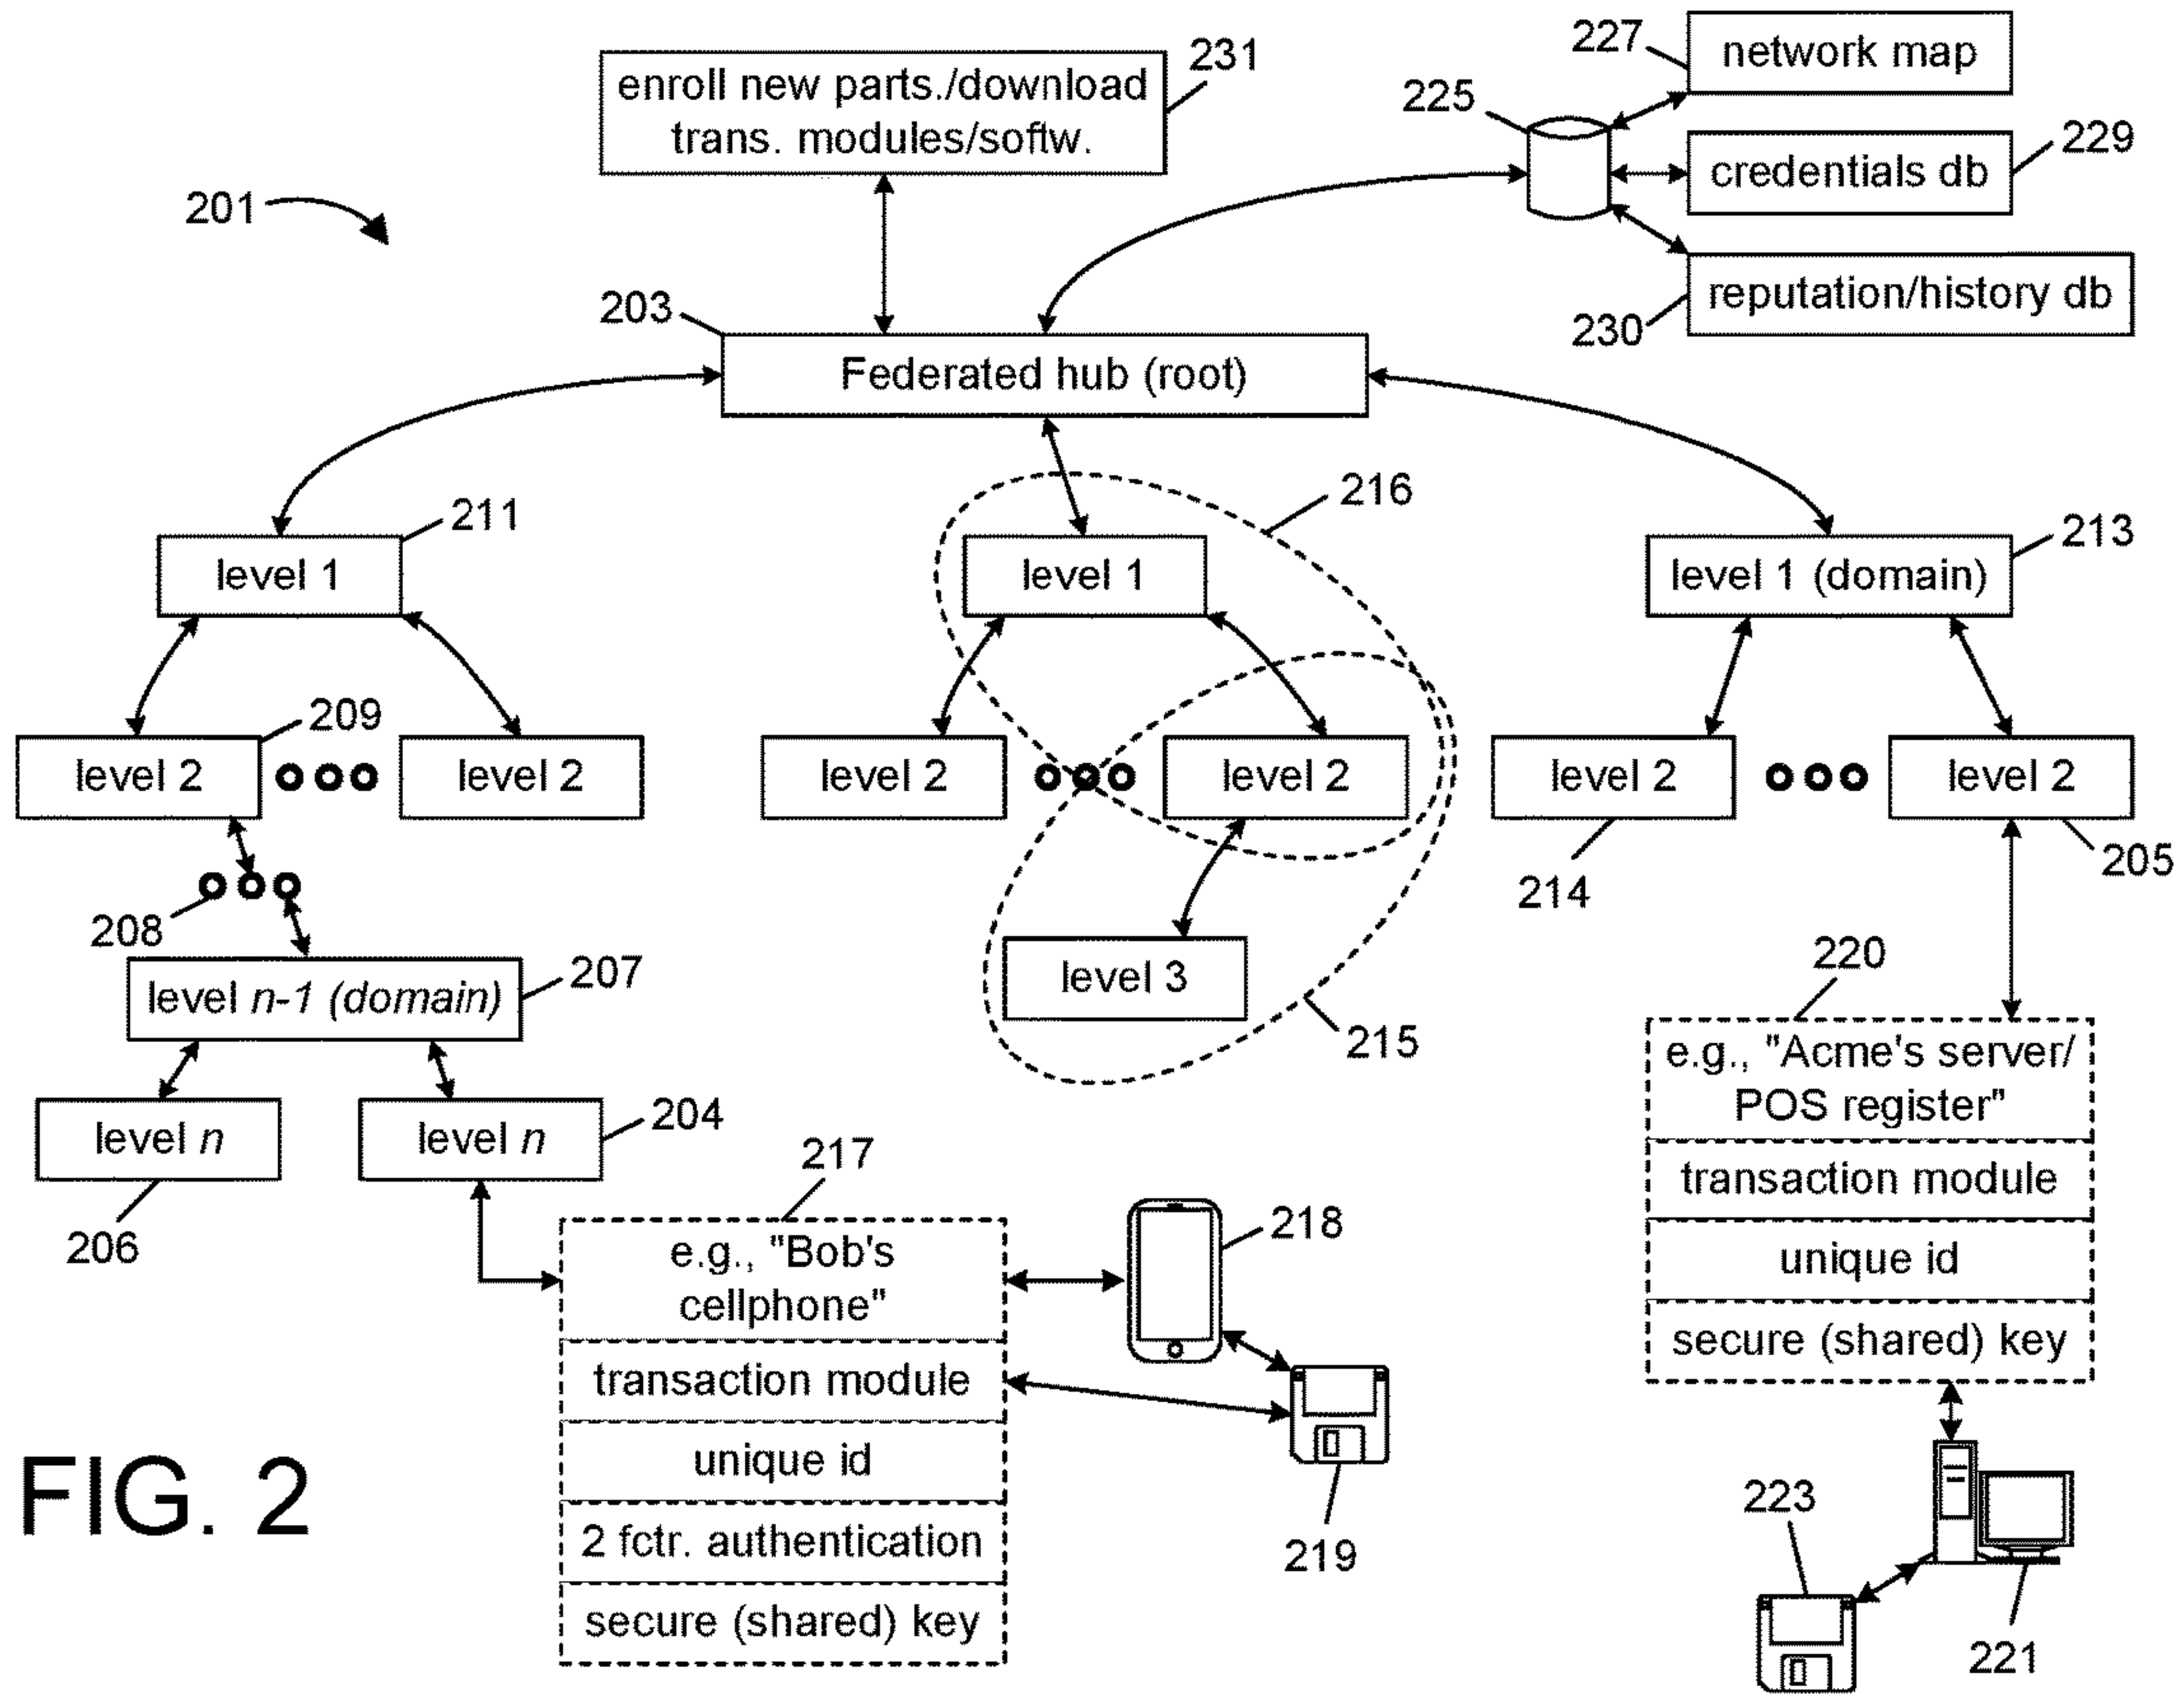 231
enroll new parts./download
trans. modules/softw.
227
network map
225
229
credentials db
201
203
230
reputation/history db
Federated hub (root)
211
216
213
level 1
level 1
level 1 (domain)
209
level 2
level 2
level 2
level 2
level 2
level 2
214
205
208
level 3
207
level n-1 (domain)
215
220
204
level n
level n
206
217
218
e.g., "Acme's server/
POS register"
transaction module
unique id
secure (shared) key
e.g., "Bob's
cellphone"
transaction module
unique id
2 fctr. authentication
secure (shared) key
219
223
221
FIG. 2